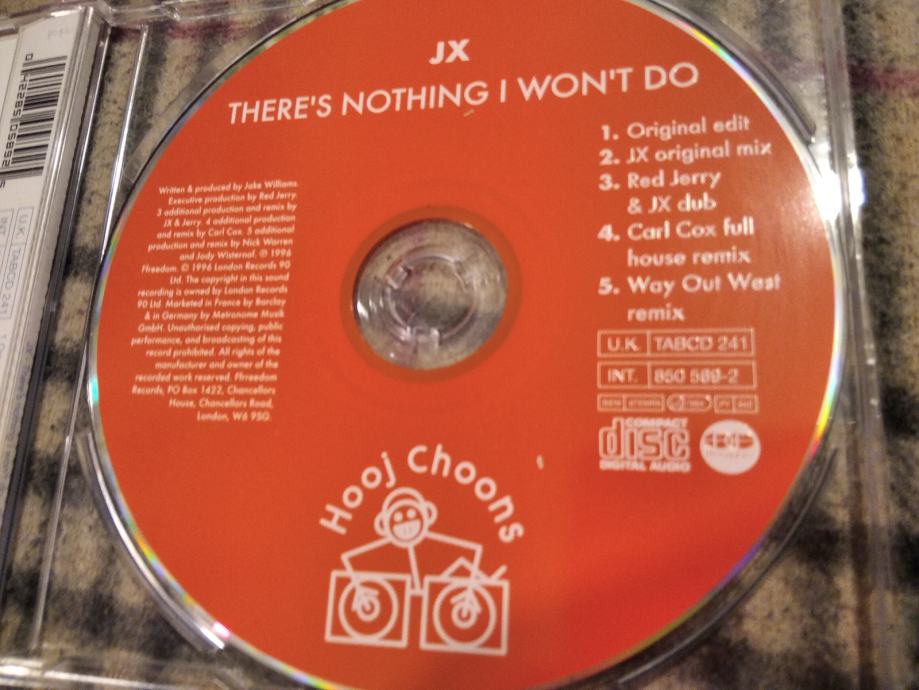 JX
THERE'S NOTHING I WON'T DO
1. Original edit
2. JX original mix
3. Red Jerry
& JX dub
4. Carl Cox full
house remix
5. Way Out West
remix
Written & produced by Jake Williams.
Executive production by Red Jerry.
3 additional production and remix by
JX & Jerry. 4 additional production
and remix by Carl Cox. 5 additional
production and remix by Nick Warren
and Jody Wisternof. ℗ 1996
Ffrreedom. © 1996 London Records 90
Ltd. The copyright in this sound
recording is owned by London Records
90 Ltd. Marketed in France by Barclay
& in Germany by Metronome Musik
GmbH. Unauthorised copying, public
performance, and broadcasting of this
record prohibited. All rights of the
manufacturer and owner of the
recorded work reserved. Ffrreedom
Records, PO Box 1422, Chancellors
House, Chancellors Road,
London, W6 9SG.
U.K. TABCD 241
INT. 850 589-2
COMPACT
disc
DIGITAL AUDIO
Hooj Choons
U.K. TABCD 241
INT.